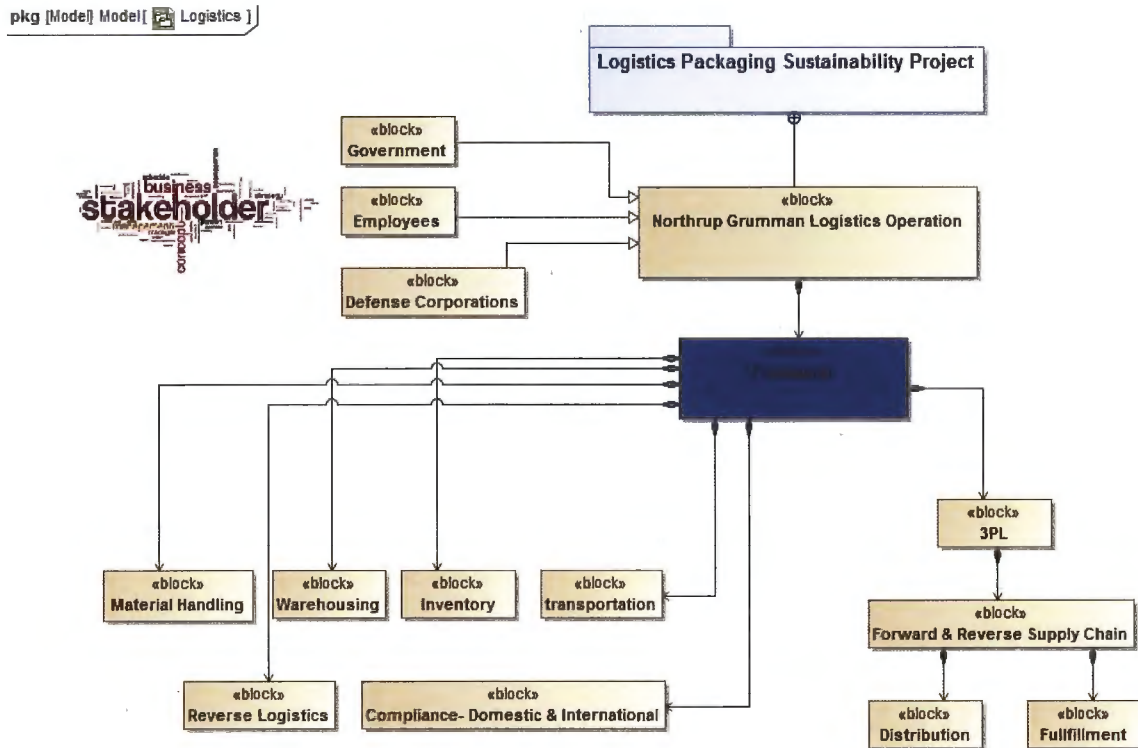 pkg [Model] Model [ Logistics ]
Logistics Packaging Sustainability Project
«block»
Government
«block»
Employees
«block»
Defense Corporations
business
stakeholder
management
concept
«block»
Northrup Grumman Logistics Operation
«block»
3PL
«block»
Material Handling
«block»
Warehousing
«block»
Inventory
«block»
transportation
«block»
Forward & Reverse Supply Chain
«block»
Reverse Logistics
«block»
Compliance- Domestic & International
«block»
Distribution
«block»
Fullfillment